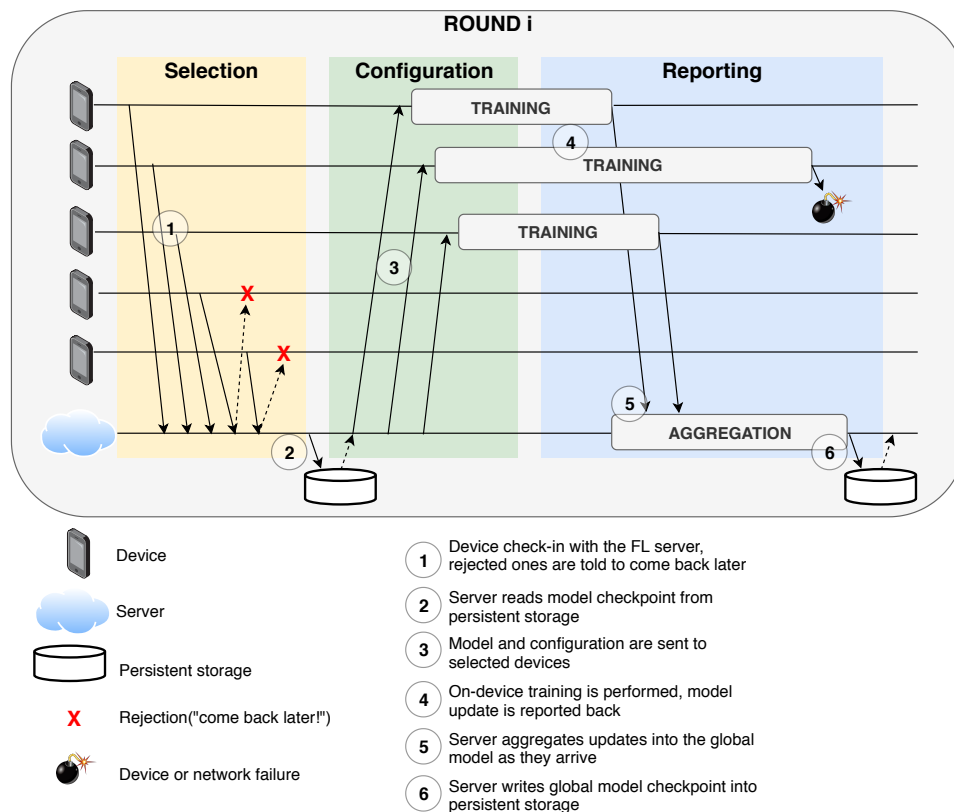 ROUND i
Selection
Configuration
Reporting
TRAINING
4
TRAINING
1
TRAINING
3
X
X
5
AGGREGATION
2
6
Device
Server
Persistent storage
X
Rejection("come back later!")
Device or network failure
1
Device check-in with the FL server,
rejected ones are told to come back later
2
Server reads model checkpoint from
persistent storage
3
Model and configuration are sent to
selected devices
4
On-device training is performed, model
update is reported back
5
Server aggregates updates into the global
model as they arrive
6
Server writes global model checkpoint into
persistent storage